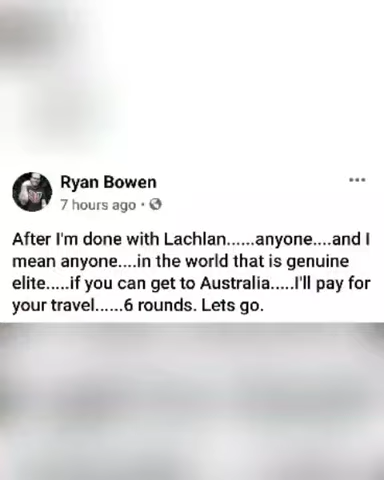 Ryan Bowen
7 hours ago ·
After I'm done with Lachlan......anyone....and I
mean anyone....in the world that is genuine
elite.....if you can get to Australia.....I'll pay for
your travel......6 rounds. Lets go.